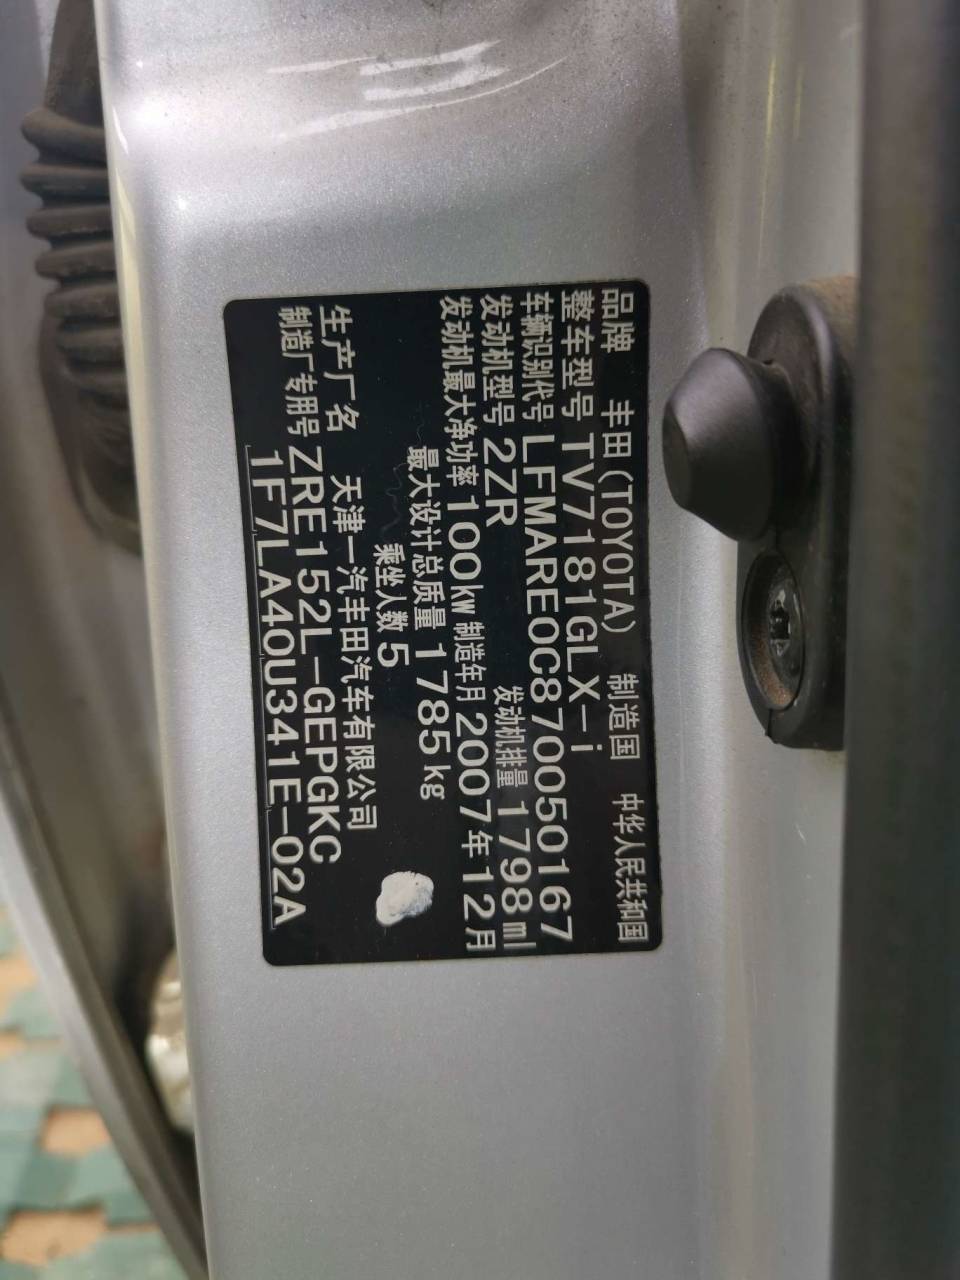 品牌 丰田(TOYOTA) 制造国 中华人民共和国
整车型号 TV7181GLX-i
车辆识别代号 LFMARE0C870050167
发动机型号 2ZR 发动机排量 1798ml
发动机最大净功率 100kW 制造年月 2007年12月
最大设计总质量 1785kg
乘坐人数 5
生产厂名 天津一汽丰田汽车有限公司
制造厂专用号 ZRE152L-GEPGKC
1F7LA40U341E-02A